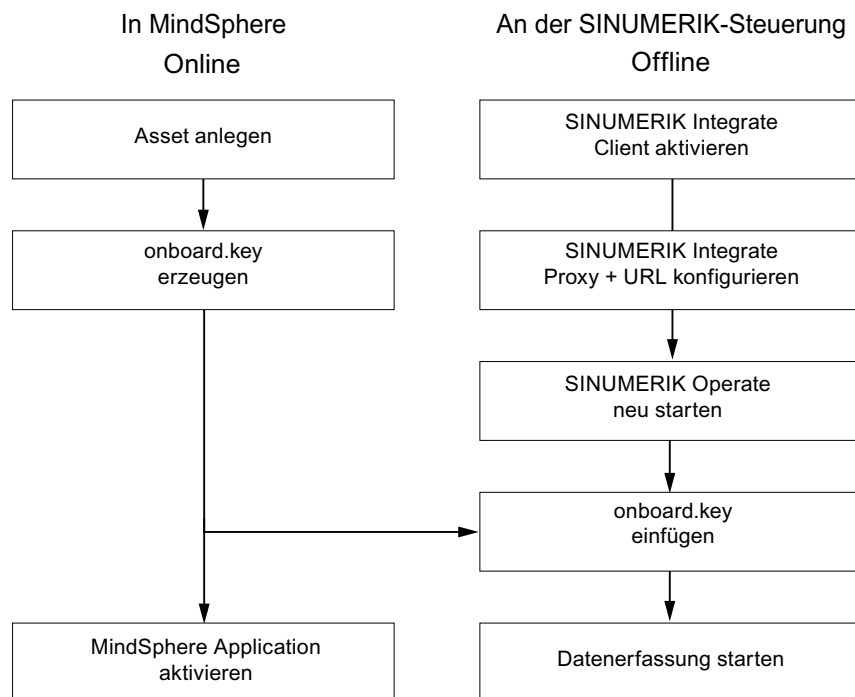 In MindSphere
Online
An der SINUMERIK-Steuerung
Offline
Asset anlegen
SINUMERIK Integrate
Client aktivieren
onboard.key
erzeugen
SINUMERIK Integrate
Proxy + URL konfigurieren
SINUMERIK Operate
neu starten
onboard.key
einfügen
MindSphere Application
aktivieren
Datenerfassung starten